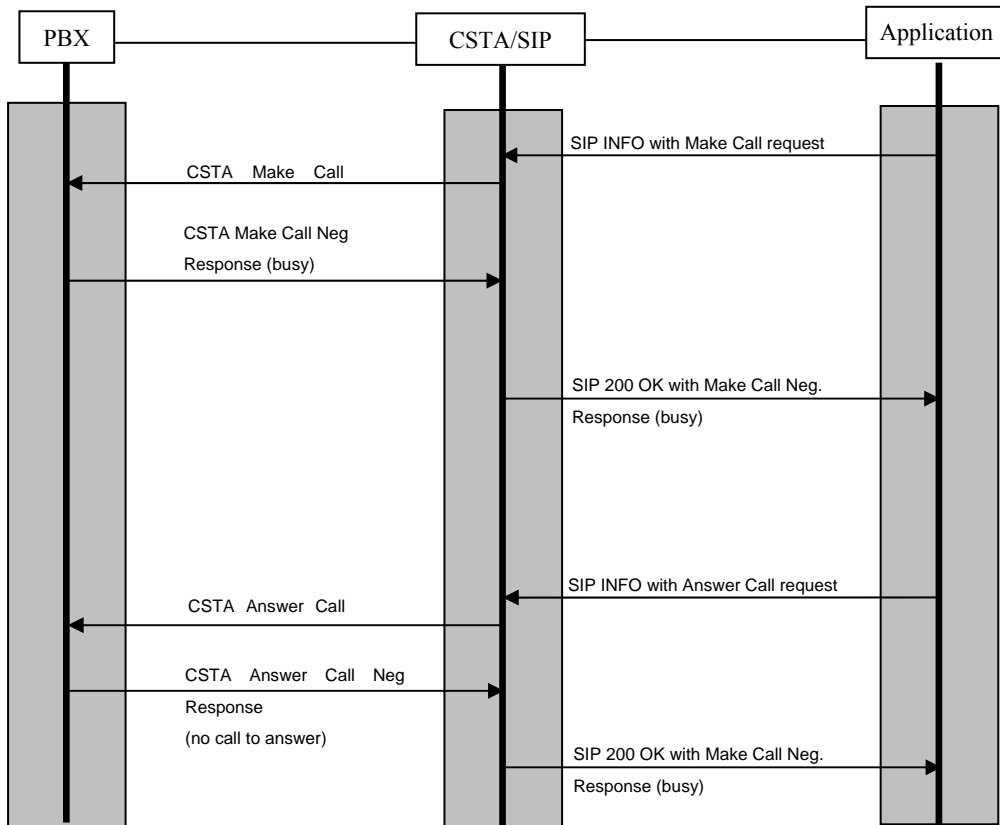 PBX
CSTA/SIP
Application
SIP INFO with Make Call request
CSTA Make Call
CSTA Make Call Neg
Response (busy)
SIP 200 OK with Make Call Neg.
Response (busy)
SIP INFO with Answer Call request
CSTA Answer Call
CSTA Answer Call Neg
Response
(no call to answer)
SIP 200 OK with Make Call Neg.
Response (busy)